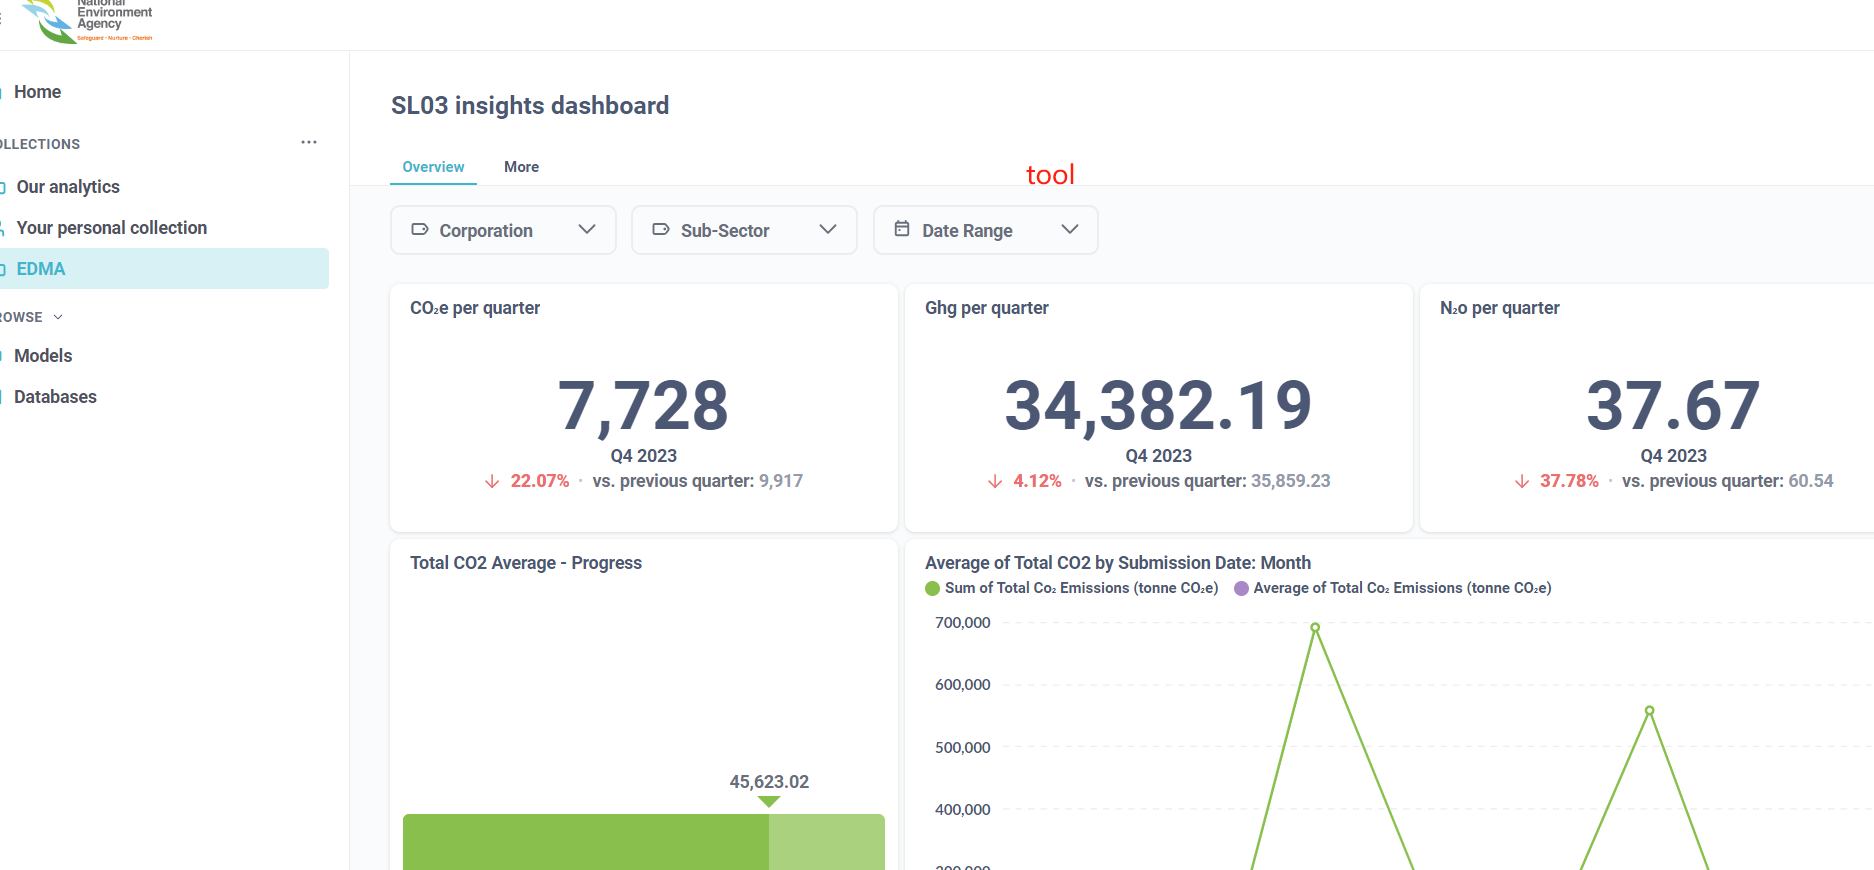 National
Environment
Agency
Safeguard • Nurture • Cherish
Home
OLLECTIONS
...
Our analytics
Your personal collection
EDMA
ROWSE
Models
Databases
SL03 insights dashboard
Overview
More
tool
Corporation
Sub-Sector
Date Range
CO₂e per quarter
7,728
Q4 2023
↓ 22.07% • vs. previous quarter: 9,917
Ghg per quarter
34,382.19
Q4 2023
↓ 4.12% • vs. previous quarter: 35,859.23
N₂o per quarter
37.67
Q4 2023
↓ 37.78% • vs. previous quarter: 60.54
Total CO2 Average - Progress
45,623.02
Average of Total CO2 by Submission Date: Month
Sum of Total Co₂ Emissions (tonne CO₂e)
Average of Total Co₂ Emissions (tonne CO₂e)
700,000
600,000
500,000
400,000